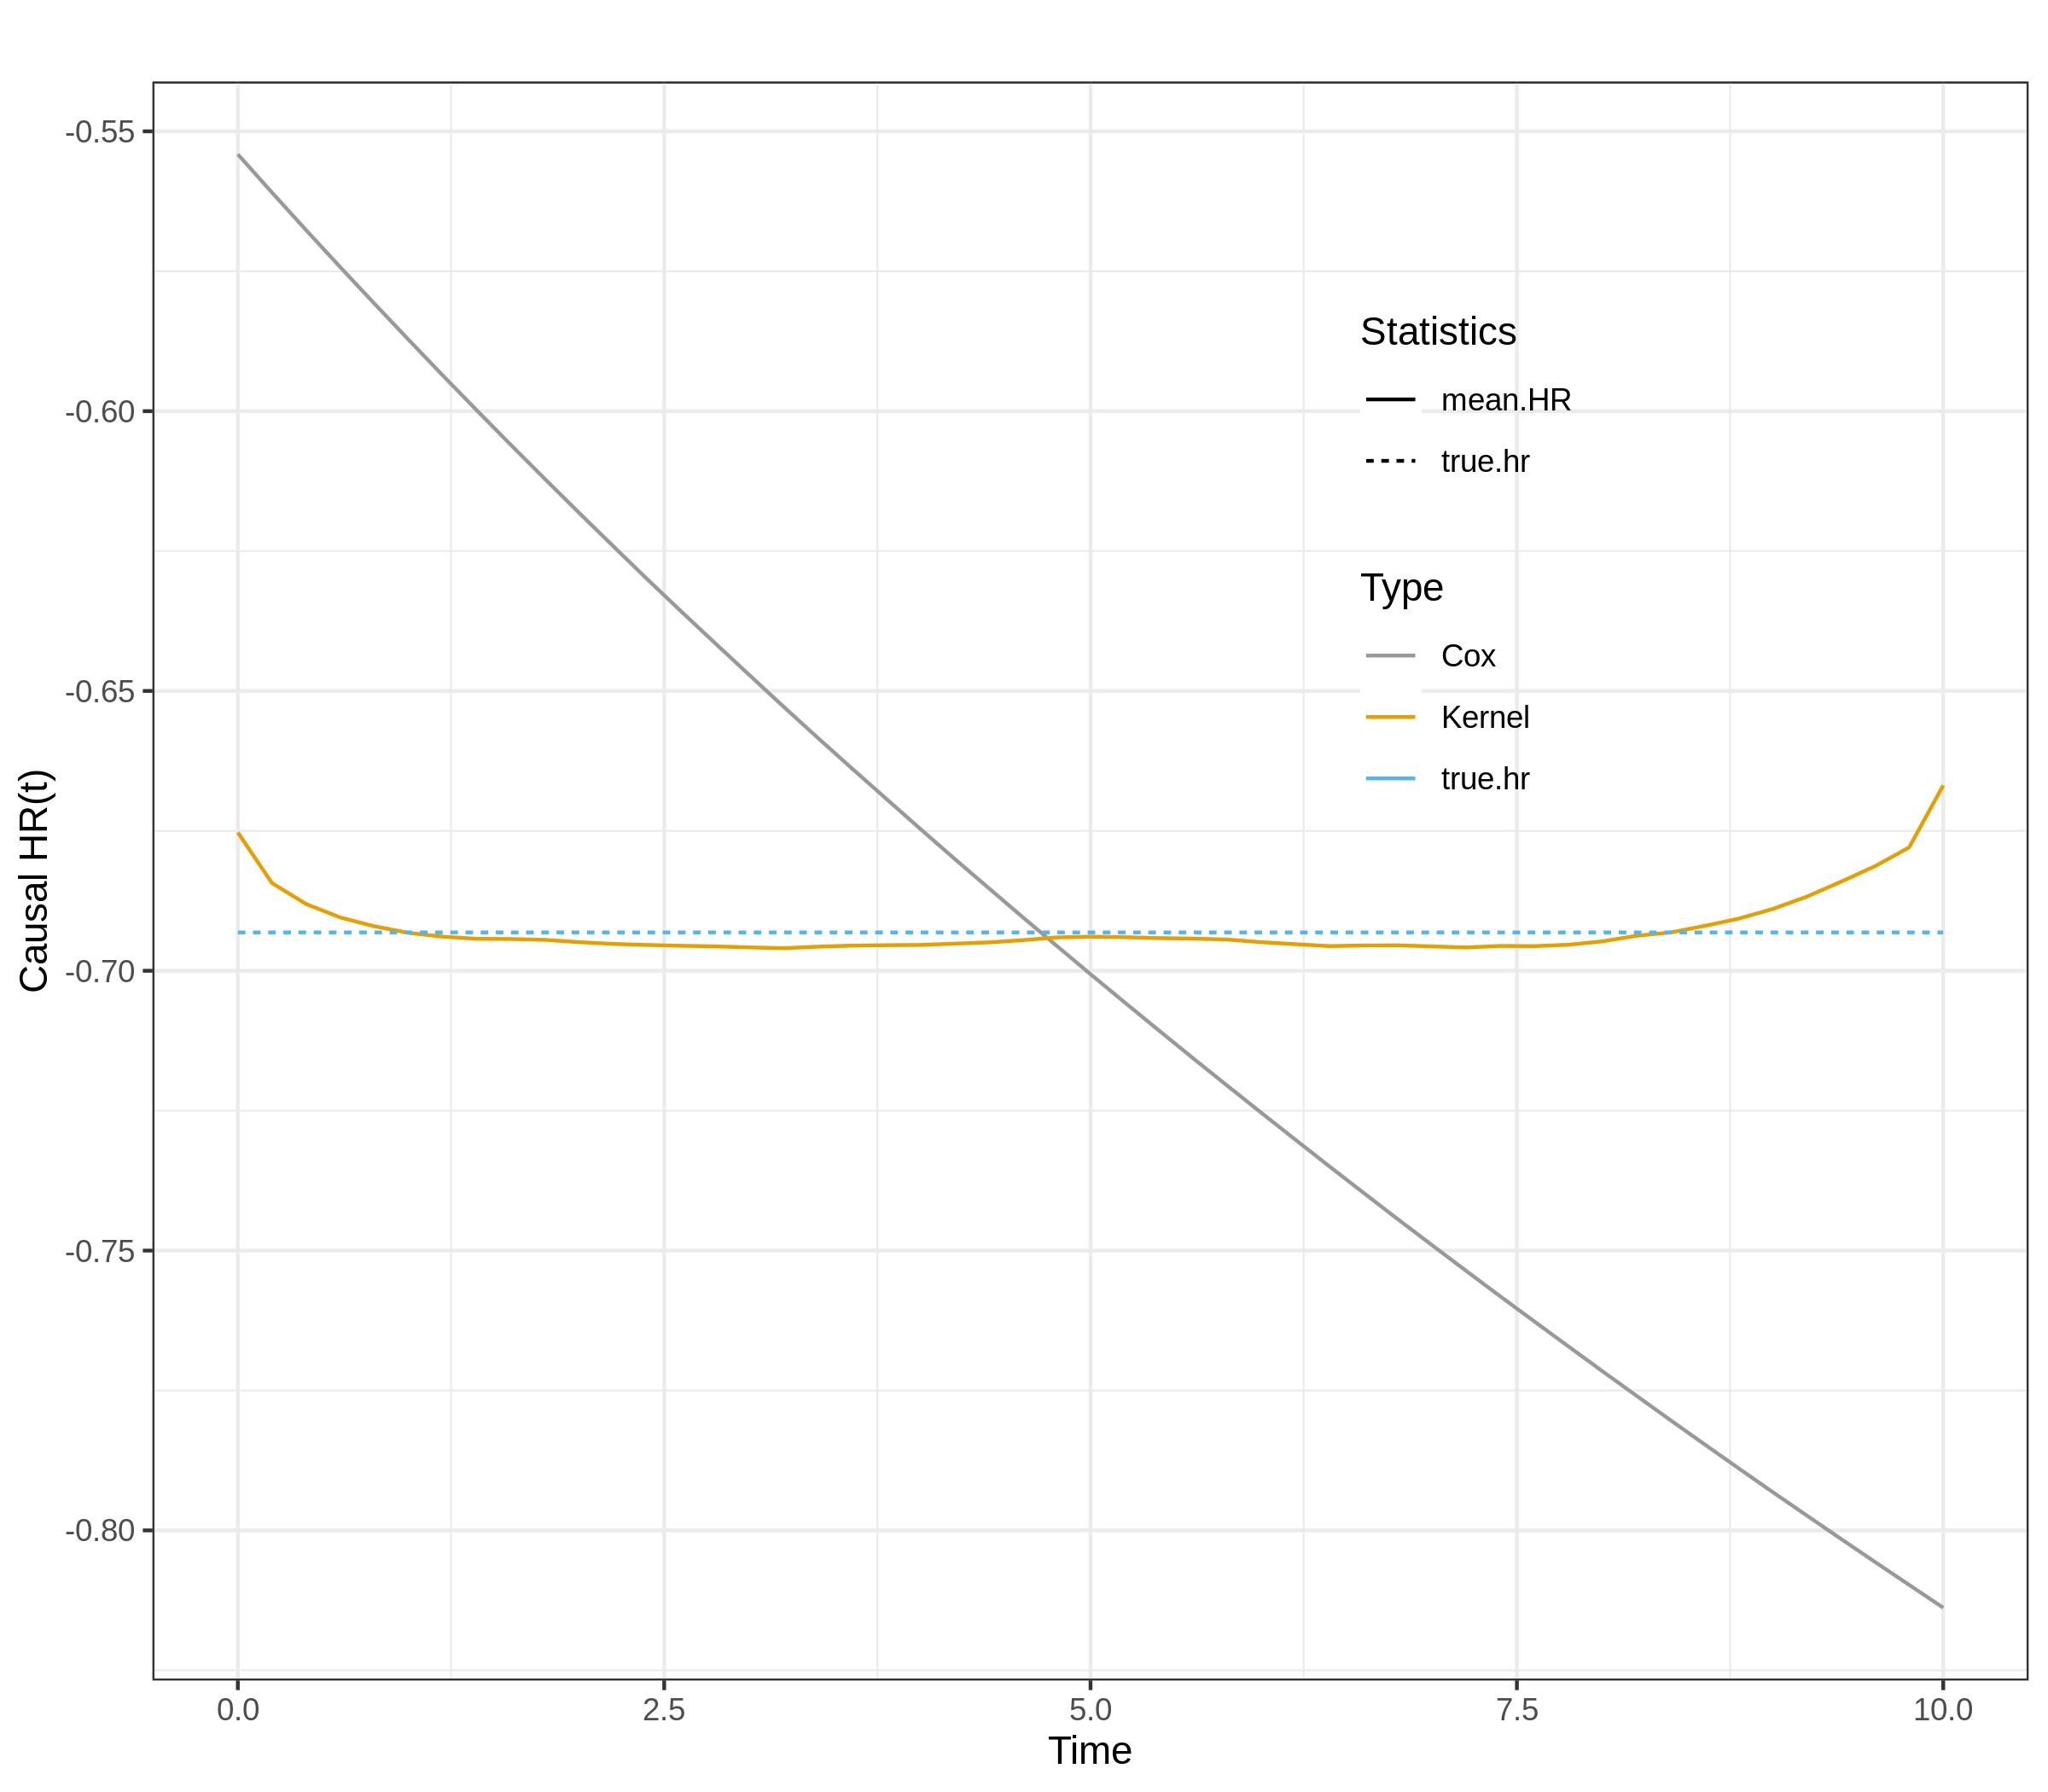 -0.55
-0.60
-0.65
-0.70
-0.75
-0.80
Causal HR(t)
Statistics
mean.HR
true.hr
Type
Cox
Kernel
true.hr
0.0 2.5 5.0 7.5 10.0
Time